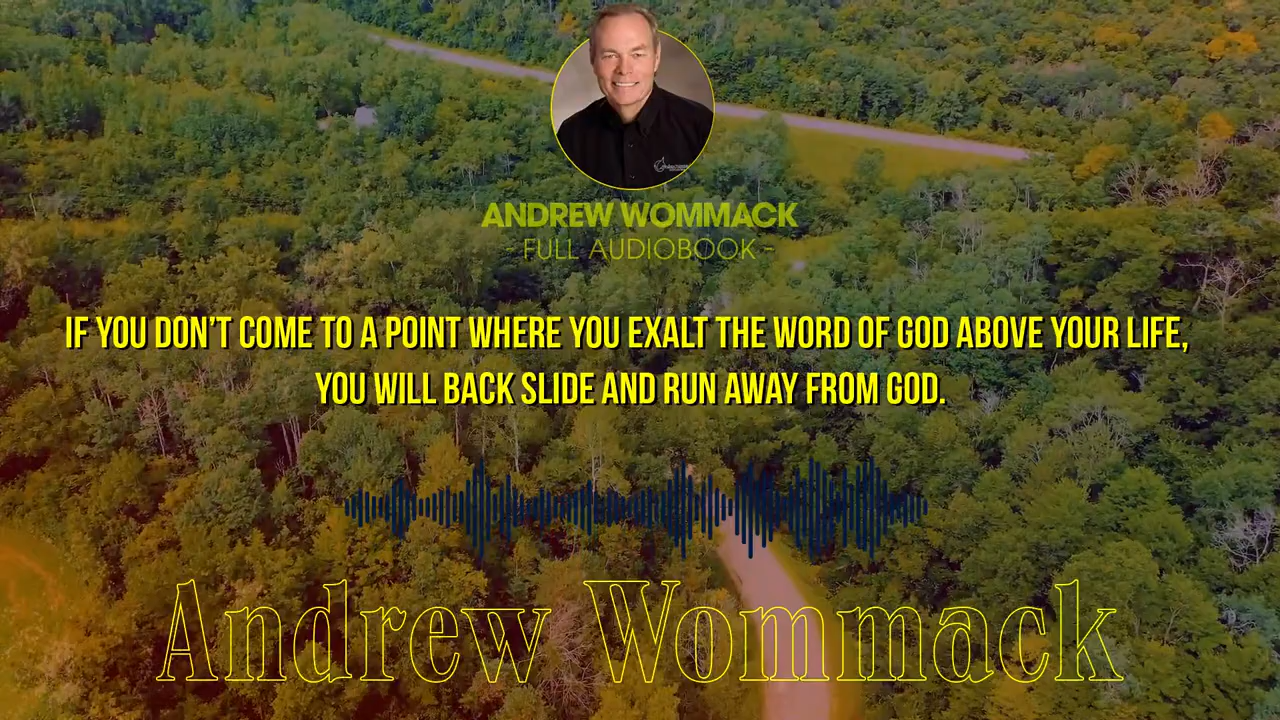 ANDREW WOMMACK
- FULL AUDIOBOOK -
IF YOU DON'T COME TO A POINT WHERE YOU EXALT THE WORD OF GOD ABOVE YOUR LIFE,
YOU WILL BACK SLIDE AND RUN AWAY FROM GOD.
Andrew Wommack